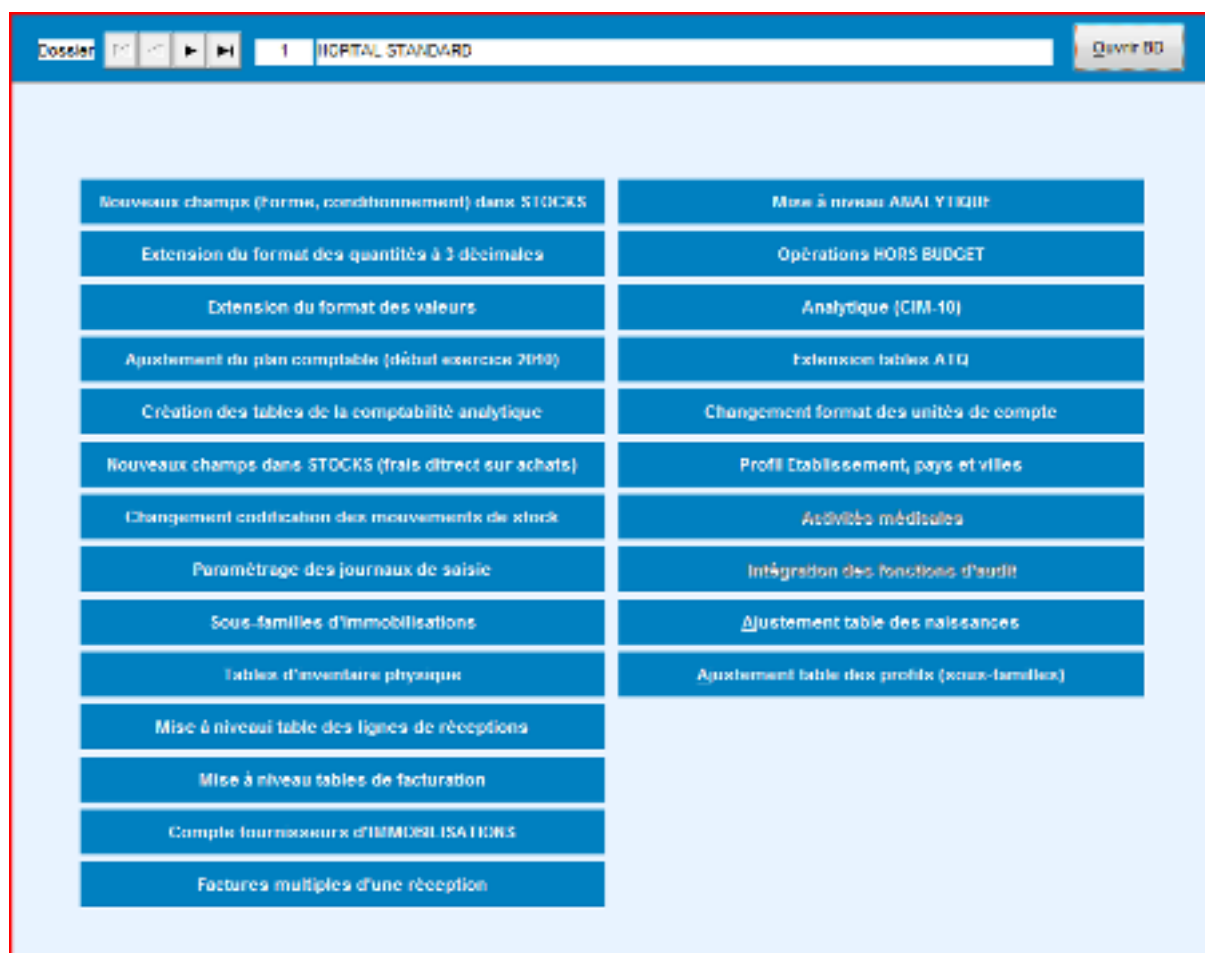 Dossier 1 HOPITAL STANDARD Ouvrir BD
Nouveaux champs (Forme, conditionnement) dans STOCKS
Mise à niveau ANALYTIQUE
Extension du format des quantités à 3 décimales
Opérations HORS BUDGET
Extension du format des valeurs
Analytique (CIM-10)
Ajustement du plan comptable (début exercice 2010)
Extension tables ATQ
Création des tables de la comptabilité analytique
Changement format des unités de compte
Nouveaux champs dans STOCKS (frais ditrect sur achats)
Profil Etablissement, pays et villes
Changement codification des mouvements de stock
Activités médicales
Paramètrage des journaux de saisie
Intégration des fonctions d'audit
Sous-familles d'immobilisations
Ajustement table des naissances
Tables d'inventaire physique
Ajustement table des profils (sous-familles)
Mise à niveaui table des lignes de réceptions
Mise à niveau tables de facturation
Compte fournisseurs d'IMMOBILISATIONS
Factures multiples d'une réception